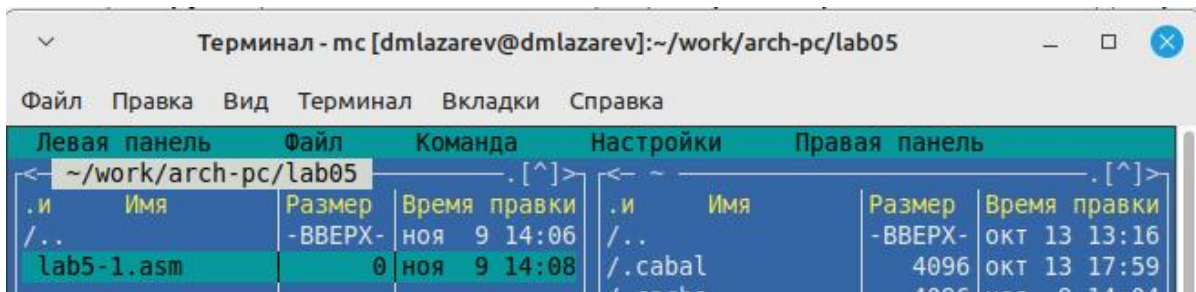 Терминал - mc [dmlazarev@dmlazarev]:~/work/arch-pc/lab05
Файл Правка Вид Терминал Вкладки Справка
Левая панель Файл Команда Настройки Правая панель
<- ~/work/arch-pc/lab05 .[^]> <- ~ .[^]>
.и Имя Размер Время правки .и Имя Размер Время правки
/.. -ВВЕРХ- ноя 9 14:06 /.. -ВВЕРХ- окт 13 13:16
lab5-1.asm 0 ноя 9 14:08 /.cabal 4096 окт 13 17:59